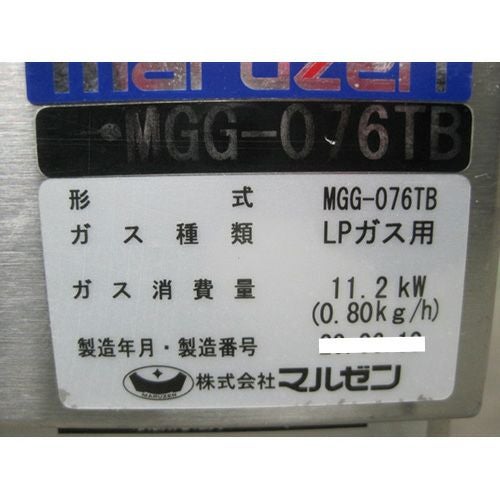 maruzen
MGG-076TB
形式 MGG-076TB
ガス種類 LPガス用
ガス消費量 11.2kW
(0.80kg/h)
製造年月・製造番号
MARUZEN 株式会社マルゼン